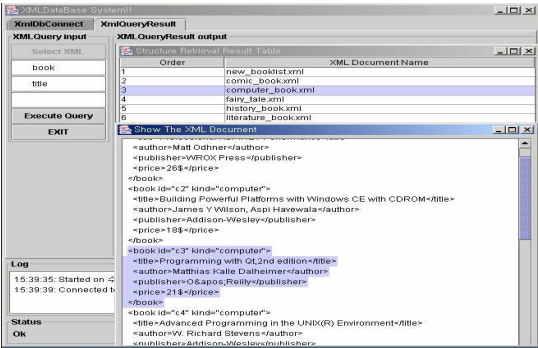 XMLDataBase System!!
XmlDbConnect XmlQueryResult
XMLQuery input
XMLQueryResult output
Select XML
book
title
Execute Query
EXIT
Structure Retrieval Result Table
Order XML Document Name
1 new_booklist.xml
2 comic_book.xml
3 computer_book.xml
4 fairy_tale.xml
5 history_book.xml
6 literature_book.xml
Show The XML Document
<author>Matt Odhner</author>
<publisher>WROX Press</publisher>
<price>26$</price>
</book>
<book id="c2" kind="computer">
<title>Building Powerful Platforms with Windows CE with CDROM</title>
<author>James Y Wilson, Aspi Havewala</author>
<publisher>Addison-Wesley</publisher>
<price>18$</price>
</book>
<book id="c3" kind="computer">
<title>Programming with Qt,2nd edition</title>
<author>Matthias Kalle Dalheimer</author>
<publisher>O&apos;Reilly</publisher>
<price>21$</price>
</book>
<book id="c4" kind="computer">
<title>Advanced Programming in the UNIX(R) Environment</title>
<author>W. Richard Stevens</author>
<publisher>Addison-Wesley</publisher>
Log
15:39:35: Started on
15:39:39: Connected t
Status
Ok